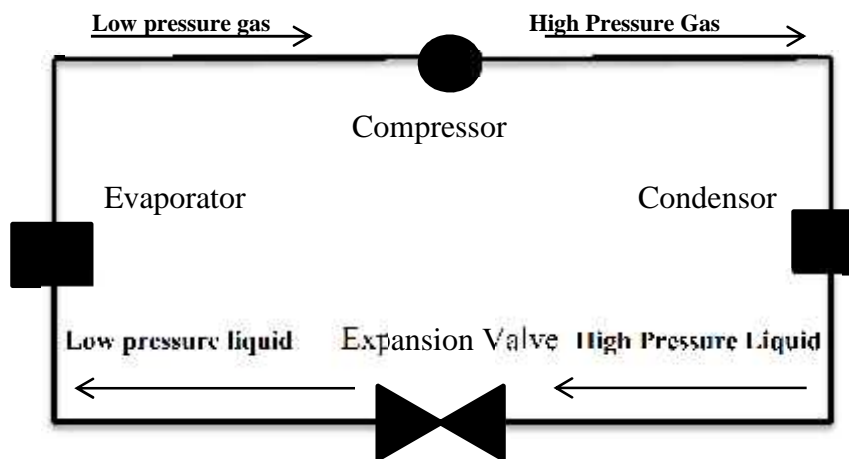 Low pressure gas
High Pressure Gas
Compressor
Evaporator
Condensor
Low pressure liquid
Expansion Valve
High Pressure Liquid